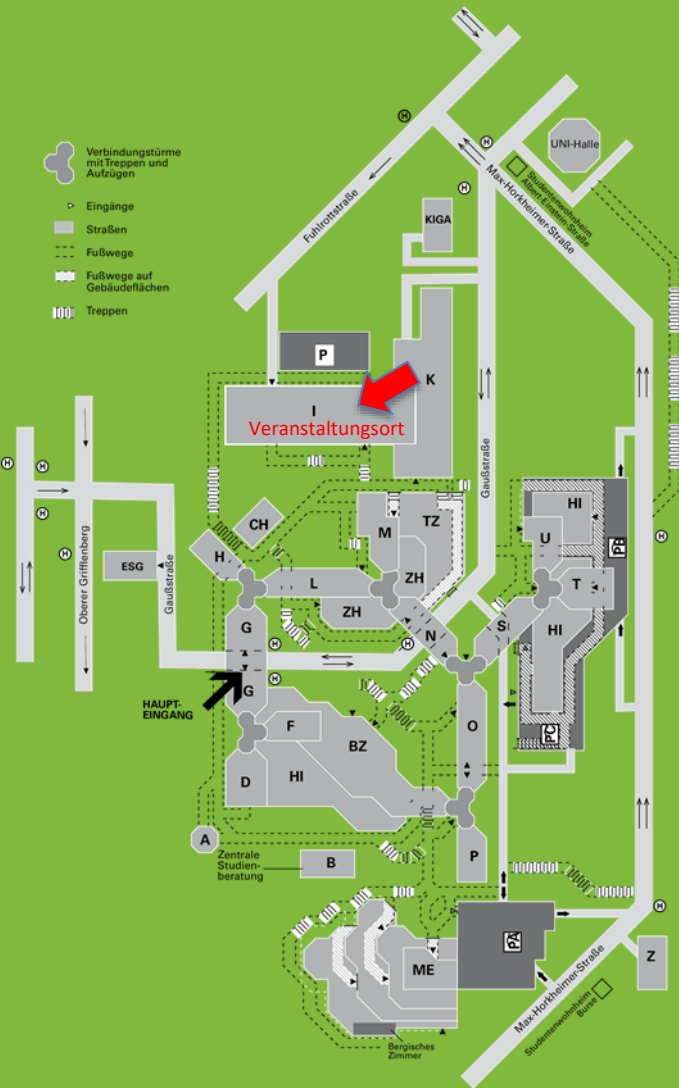 Verbindungstürme
mit Treppen und
Aufzügen
Eingänge
Straßen
Fußwege
Fußwege auf
Gebäudeflächen
Treppen
H
H
UNI-Halle
Max-Horkheimer-Straße
Studentenwohnheim
Albert-Einstein-Straße
Fuhlrottstraße
H
KIGA
P
K
I
Veranstaltungsort
Gaußstraße
H
H
H
H
Oberer Grifflenberg
ESG
Gaußstraße
CH
H
M
TZ
HI
U
PB
H
L
ZH
T
ZH
G
N
S
HI
H
H
H
G
HAUPT-
EINGANG
F
BZ
O
PC
D
HI
A
Zentrale
Studien-
beratung
B
P
H
ME
PA
Z
Max-Horkheimer-Straße
Studentenwohnheim
Burse
Bergisches
Zimmer